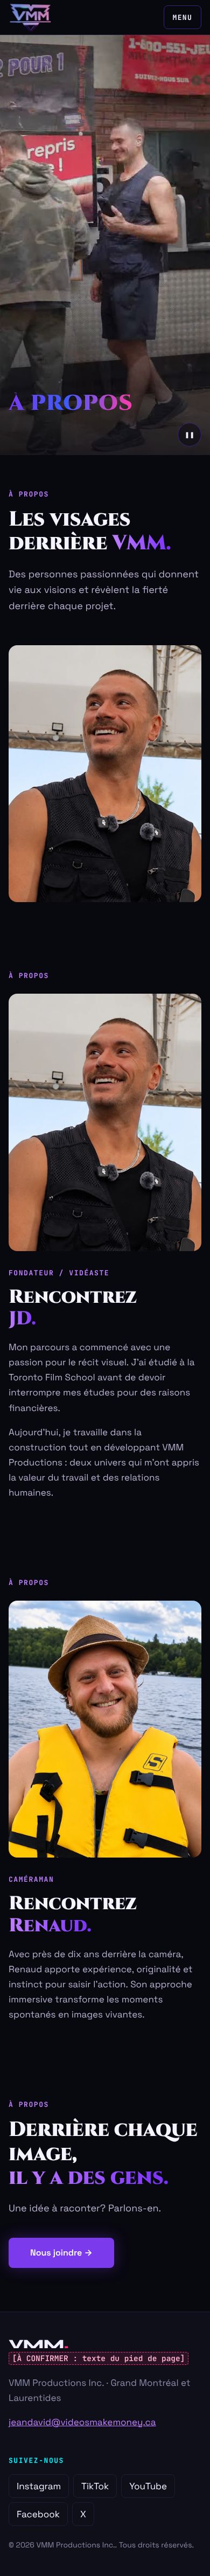 VMM
MENU
Z POUR 1
repris
e !
1-800-551-JE
SUIVEZ-NOUS
À PROPOS
II
À PROPOS
Les visages
derrière VMM.
Des personnes passionnées qui donnent
vie aux visions et révèlent la fierté
derrière chaque projet.
À PROPOS
FONDATEUR / VIDÉASTE
Rencontrez
JD.
Mon parcours a commencé avec une
passion pour le récit visuel. J'ai étudié à la
Toronto Film School avant de devoir
interrompre mes études pour des raisons
financières.
Aujourd'hui, je travaille dans la
construction tout en développant VMM
Productions : deux univers qui m'ont appris
la valeur du travail et des relations
humaines.
À PROPOS
S
CAMÉRAMAN
Rencontrez
Renaud.
Avec près de dix ans derrière la caméra,
Renaud apporte expérience, originalité et
instinct pour saisir l'action. Son approche
immersive transforme les moments
spontanés en images vivantes.
À PROPOS
Derrière chaque
image,
il y a des gens.
Une idée à raconter? Parlons-en.
Nous joindre →
VMM.
[À CONFIRMER : texte du pied de page]
VMM Productions Inc. · Grand Montréal et
Laurentides
jeandavid@videosmakemoney.ca
SUIVEZ-NOUS
Instagram
TikTok
YouTube
Facebook
X
© 2026 VMM Productions Inc.. Tous droits réservés.